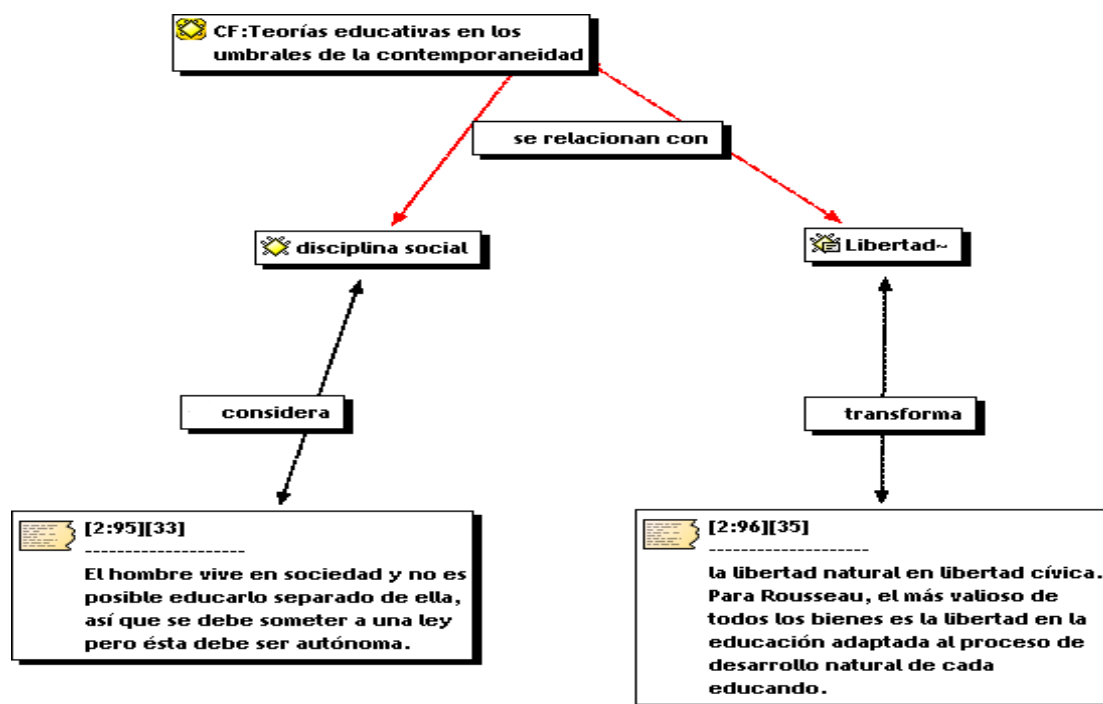 CF:Teorías educativas en los
umbrales de la contemporaneidad
se relacionan con
disciplina social
Libertad~
considera
transforma
[2:95][33]
--------------------
El hombre vive en sociedad y no es
posible educarlo separado de ella,
así que se debe someter a una ley
pero ésta debe ser autónoma.
[2:96][35]
--------------------
la libertad natural en libertad cívica.
Para Rousseau, el más valioso de
todos los bienes es la libertad en la
educación adaptada al proceso de
desarrollo natural de cada
educando.